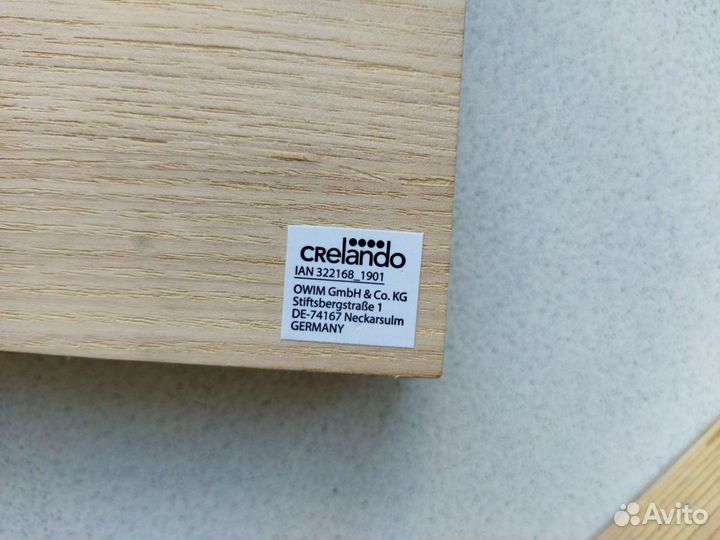 crelando
IAN 322168_1901
OWIM GmbH & Co. KG
Stiftsbergstraße 1
DE-74167 Neckarsulm
GERMANY
Avito